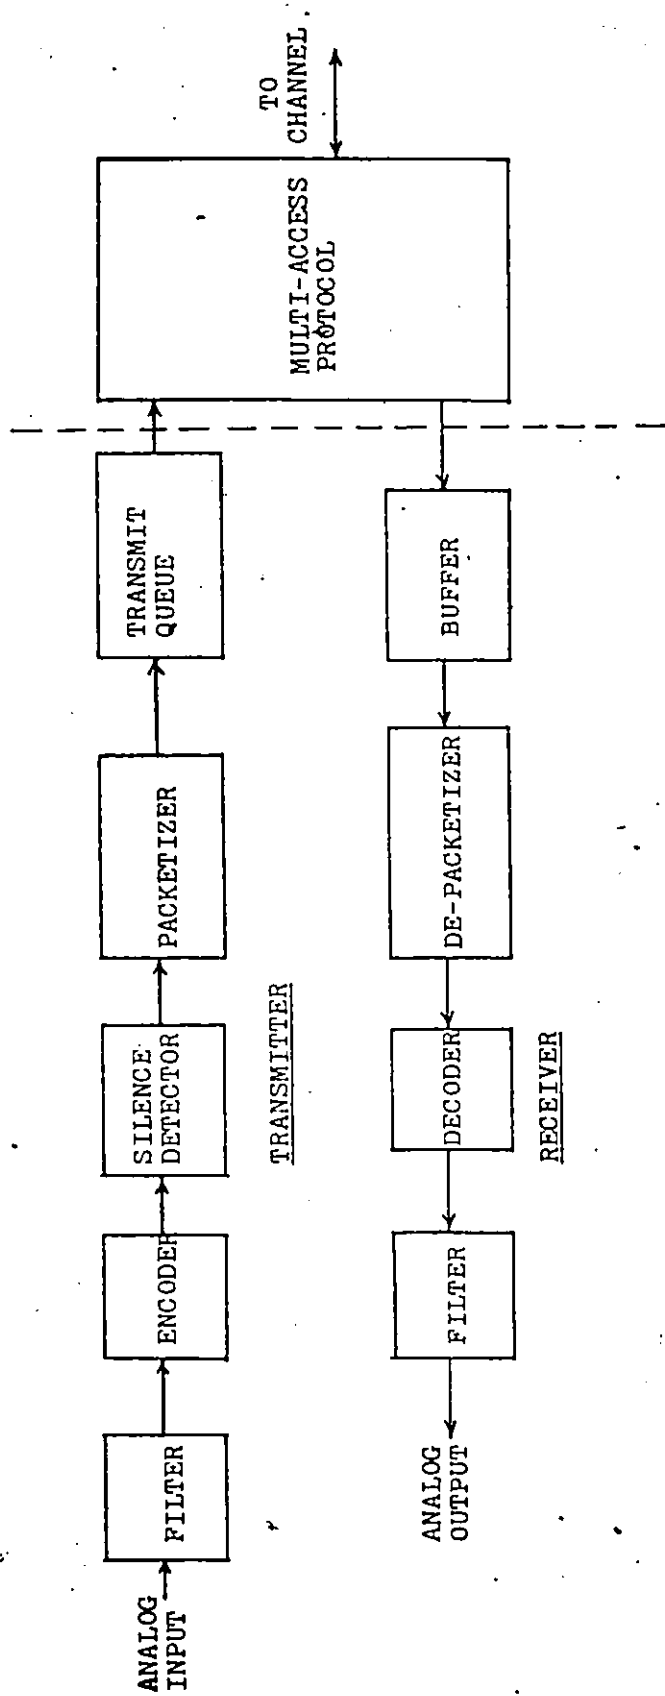 ANALOG
INPUT
FILTER
ENCODER
SILENCE
DETECTOR
PACKETIZER
TRANSMIT
QUEUE
TRANSMITTER
MULTI-ACCESS
PROTOCOL
TO
CHANNEL
BUFFER
DE-PACKETIZER
DECODER
FILTER
ANALOG
OUTPUT
RECEIVER